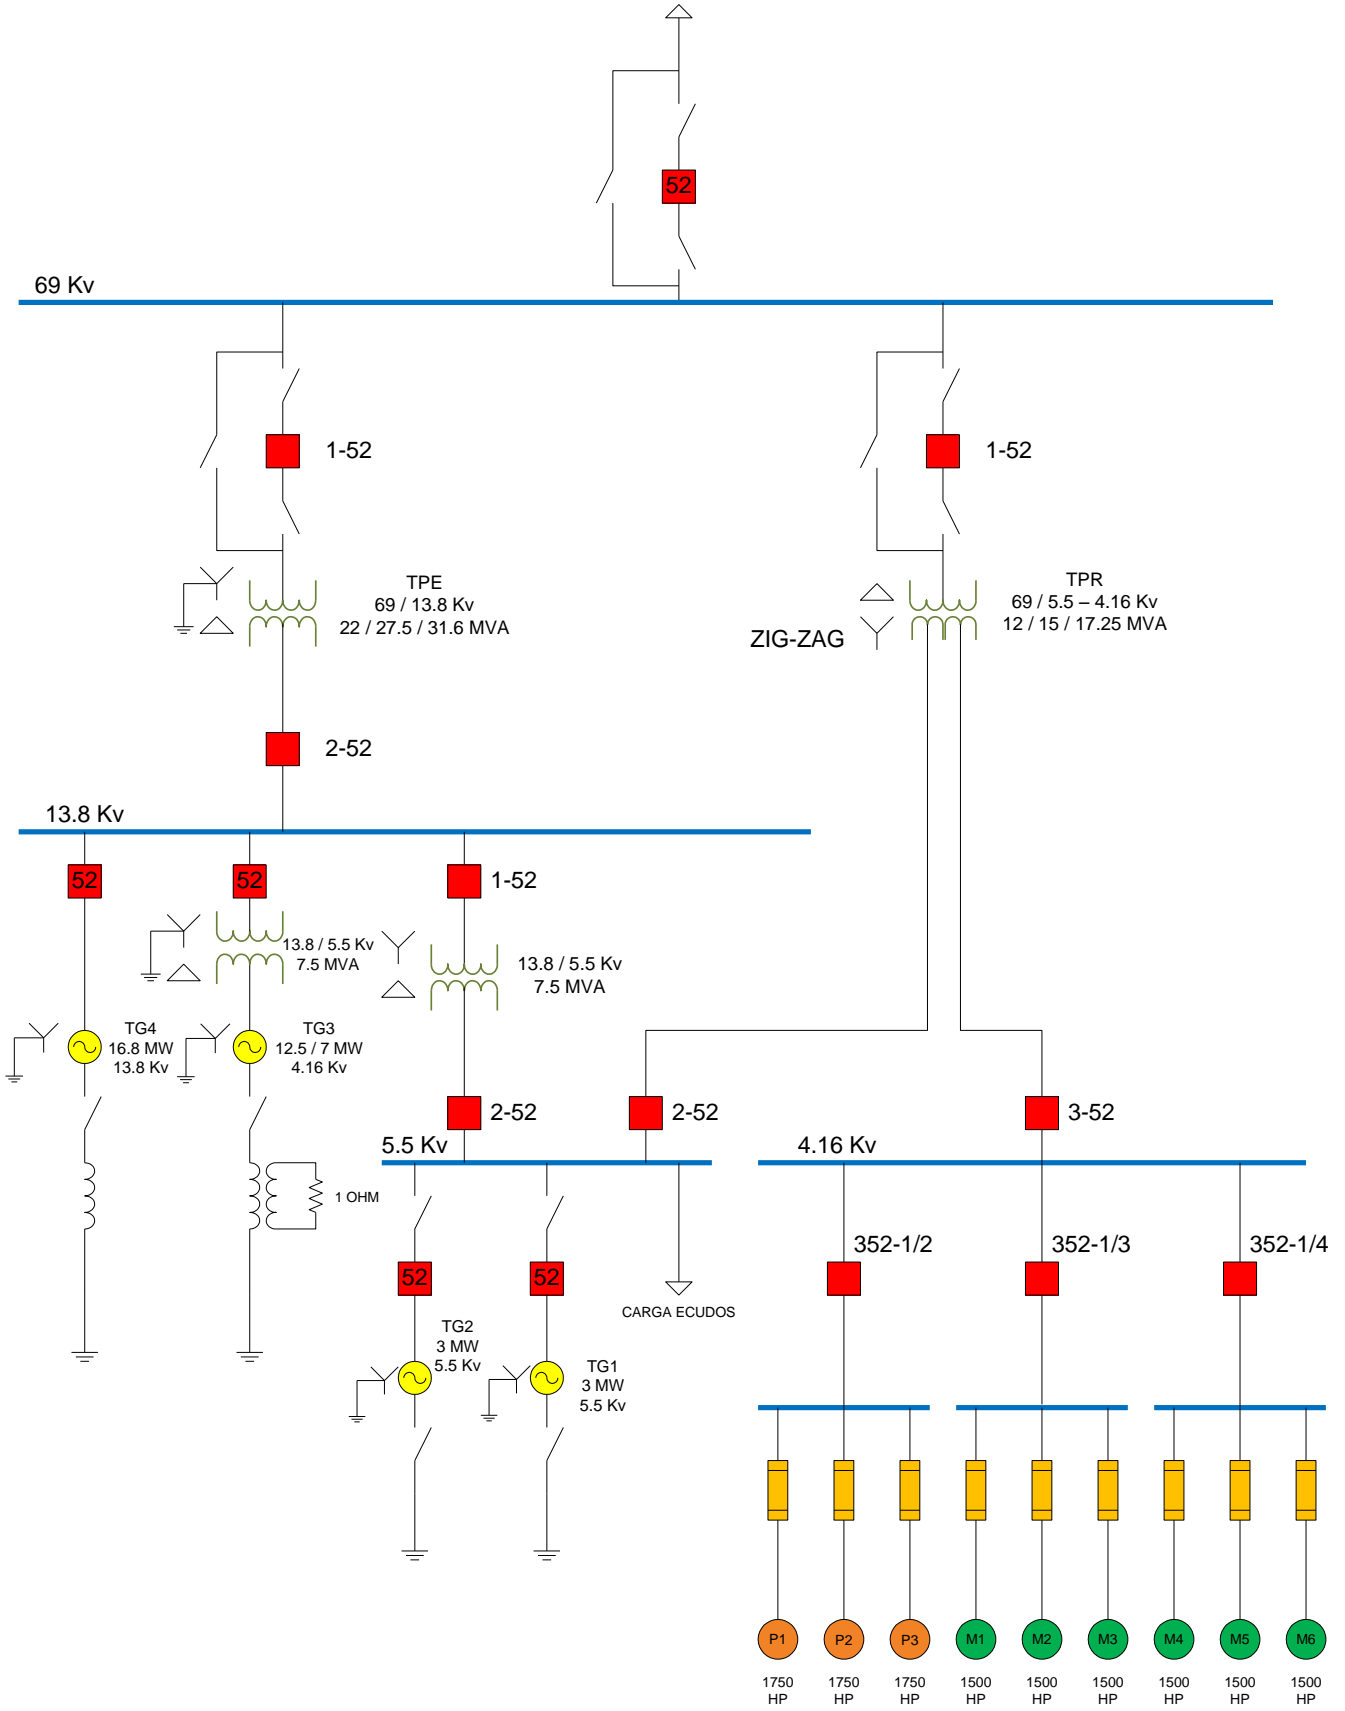 52
69 Kv
1-52
1-52
TPE
69 / 13.8 Kv
22 / 27.5 / 31.6 MVA
TPR
69 / 5.5 – 4.16 Kv
12 / 15 / 17.25 MVA
ZIG-ZAG
2-52
13.8 Kv
52
52
1-52
13.8 / 5.5 Kv
7.5 MVA
13.8 / 5.5 Kv
7.5 MVA
TG4
16.8 MW
13.8 Kv
TG3
12.5 / 7 MW
4.16 Kv
2-52
2-52
3-52
5.5 Kv
4.16 Kv
1 OHM
352-1/2
352-1/3
352-1/4
52
52
CARGA ECUDOS
TG2
3 MW
5.5 Kv
TG1
3 MW
5.5 Kv
P1
P2
P3
M1
M2
M3
M4
M5
M6
1750
HP
1750
HP
1750
HP
1500
HP
1500
HP
1500
HP
1500
HP
1500
HP
1500
HP